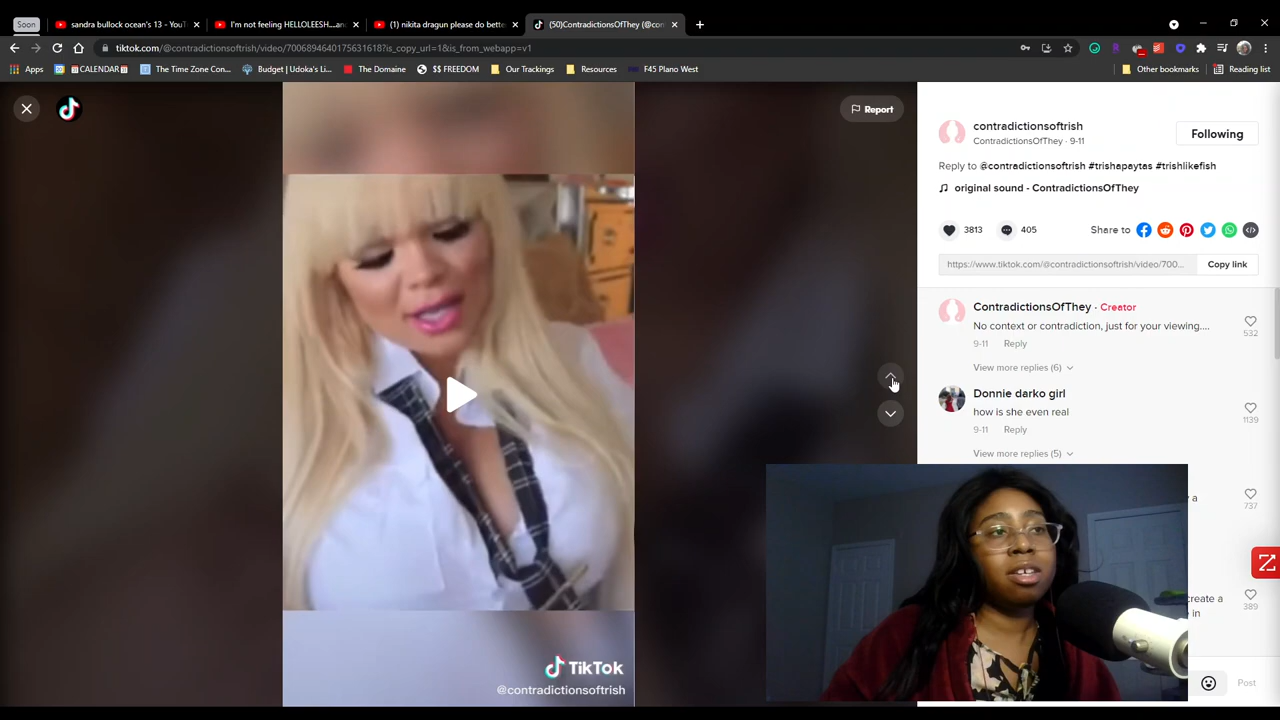 Soon
sandra bullock ocean's 13 - YouT
I'm not feeling HELLOLEESH...anc
(1) nikita dragun please do bette
(50)ContradictionsOfThey (@con
tiktok.com/@contradictionsoftrish/video/7006894640175631618?is_copy_url=1&is_from_webapp=v1
Apps
CALENDAR
The Time Zone Con...
Budget | Udoka's Li...
The Domaine
$$ FREEDOM
Our Trackings
Resources
F45 Plano West
Other bookmarks
Reading list
Report
TikTok
@contradictionsoftrish
contradictionsoftrish
ContradictionsOfThey · 9-11
Following
Reply to @contradictionsoftrish #trishapaytas #trishlikefish
original sound - ContradictionsOfThey
3813
405
Share to
https://www.tiktok.com/@contradictionsoftrish/video/700...
Copy link
ContradictionsOfThey · Creator
No context or contradiction, just for your viewing....
532
9-11 Reply
View more replies (6)
Donnie darko girl
how is she even real
1139
9-11 Reply
View more replies (5)
a
737
create a
389
in
Post